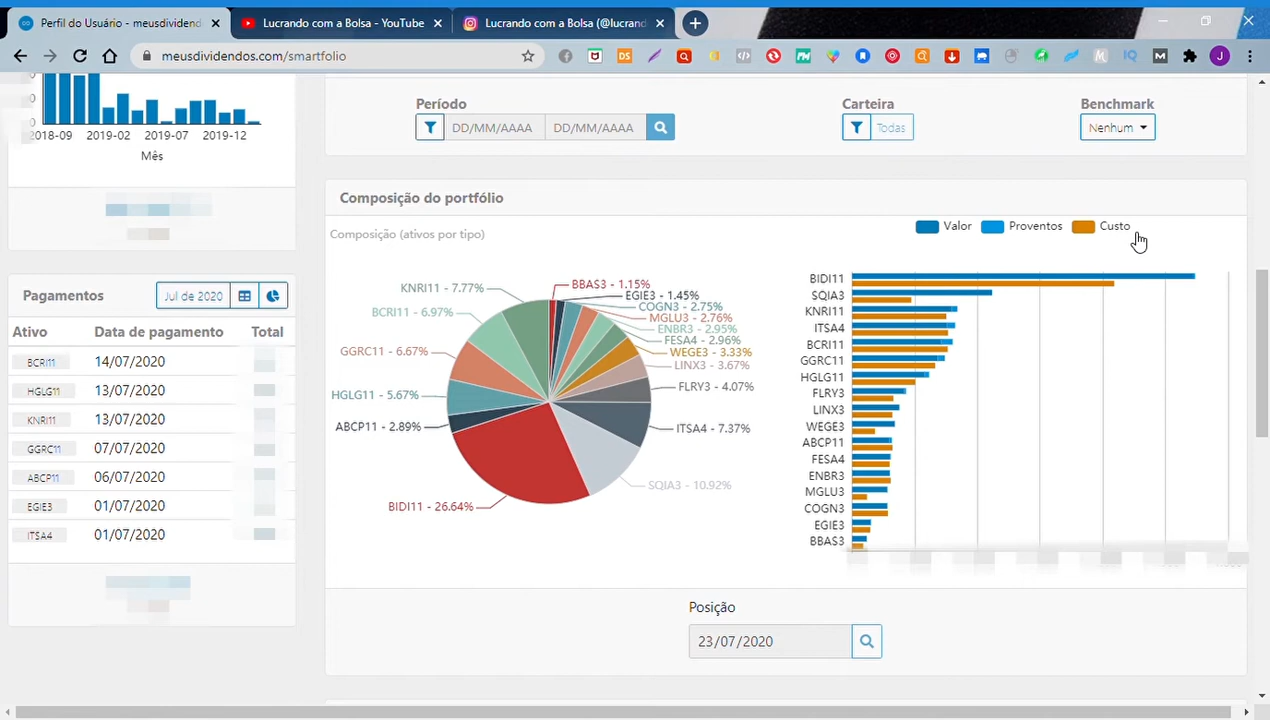 Perfil do Usuário - meusdividend
Lucrando com a Bolsa - YouTube
Lucrando com a Bolsa (@lucrand
meusdividendos.com/smartfolio
2018-09 2019-02 2019-07 2019-12
Mês
Pagamentos
Jul de 2020
Ativo Data de pagamento Total
BCRI11 14/07/2020
HGLG11 13/07/2020
KNRI11 13/07/2020
GGRC11 07/07/2020
ABCP11 06/07/2020
EGIE3 01/07/2020
ITSA4 01/07/2020
Período
DD/MM/AAAA DD/MM/AAAA
Carteira
Todas
Benchmark
Nenhum
Composição do portfólio
Composição (ativos por tipo)
BBAS3 - 1.15%
EGIE3 - 1.45%
COGN3 - 2.75%
MGLU3 - 2.76%
ENBR3 - 2.95%
FESA4 - 2.96%
WEGE3 - 3.33%
LINX3 - 3.67%
FLRY3 - 4.07%
ITSA4 - 7.37%
SQIA3 - 10.92%
BIDI11 - 26.64%
ABCP11 - 2.89%
HGLG11 - 5.67%
GGRC11 - 6.67%
BCRI11 - 6.97%
KNRI11 - 7.77%
Valor Proventos Custo
BIDI11
SQIA3
KNRI11
ITSA4
BCRI11
GGRC11
HGLG11
FLRY3
LINX3
WEGE3
ABCP11
FESA4
ENBR3
MGLU3
COGN3
EGIE3
BBAS3
Posição
23/07/2020